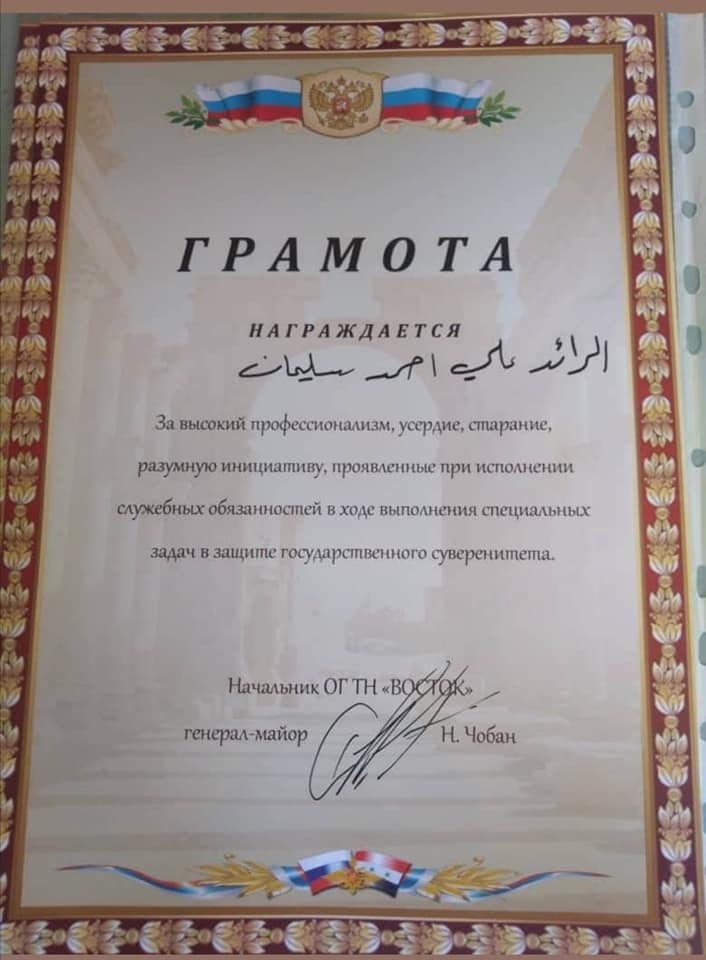 ГРАМОТА
НАГРАЖДАЕТСЯ
الرائد علي احمد سليمان
За высокий профессионализм, усердие, старание,
разумную инициативу, проявленные при исполнении
служебных обязанностей в ходе выполнения специальных
задач в защите государственного суверенитета.
Начальник ОГ ТН «ВОСТОК»
генерал-майор Н. Чобан